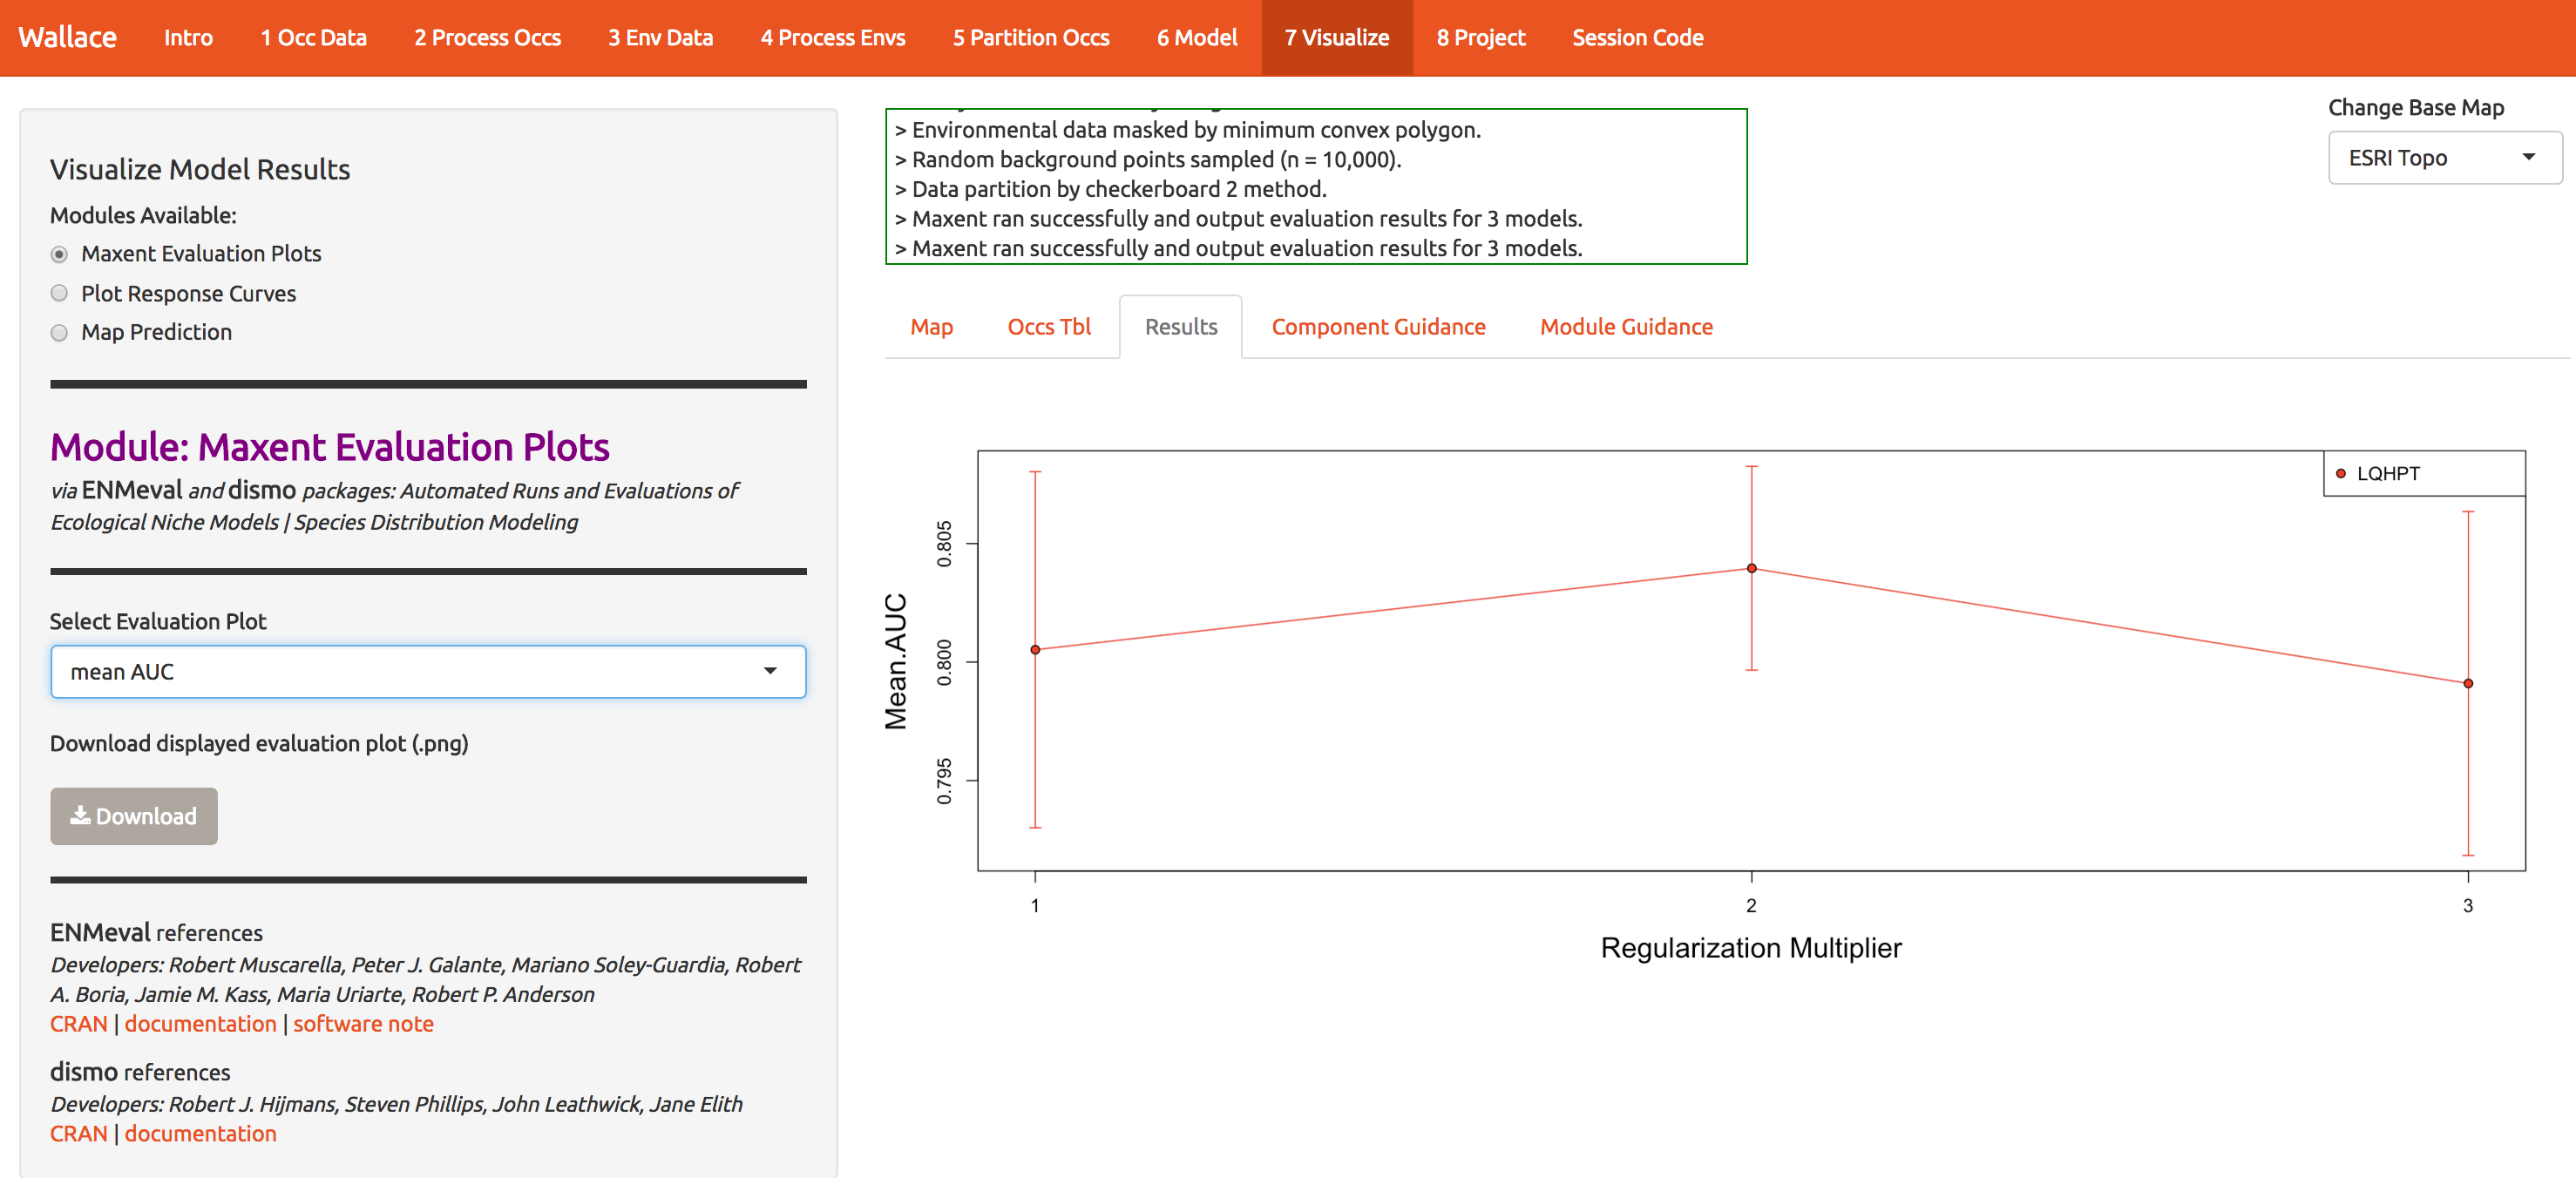 Wallace Intro 1 Occ Data 2 Process Occs 3 Env Data 4 Process Envs 5 Partition Occs 6 Model 7 Visualize 8 Project Session Code
Visualize Model Results
Modules Available:
Maxent Evaluation Plots
Plot Response Curves
Map Prediction
Module: Maxent Evaluation Plots
via ENMeval and dismo packages: Automated Runs and Evaluations of
Ecological Niche Models | Species Distribution Modeling
Select Evaluation Plot
mean AUC
Download displayed evaluation plot (.png)
Download
ENMeval references
Developers: Robert Muscarella, Peter J. Galante, Mariano Soley-Guardia, Robert
A. Boria, Jamie M. Kass, Maria Uriarte, Robert P. Anderson
CRAN | documentation | software note
dismo references
Developers: Robert J. Hijmans, Steven Phillips, John Leathwick, Jane Elith
CRAN | documentation
> Environmental data masked by minimum convex polygon.
> Random background points sampled (n = 10,000).
> Data partition by checkerboard 2 method.
> Maxent ran successfully and output evaluation results for 3 models.
> Maxent ran successfully and output evaluation results for 3 models.
Change Base Map
ESRI Topo
Map Occs Tbl Results Component Guidance Module Guidance
LQHPT
Mean.AUC
0.805
0.800
0.795
1 2 3
Regularization Multiplier